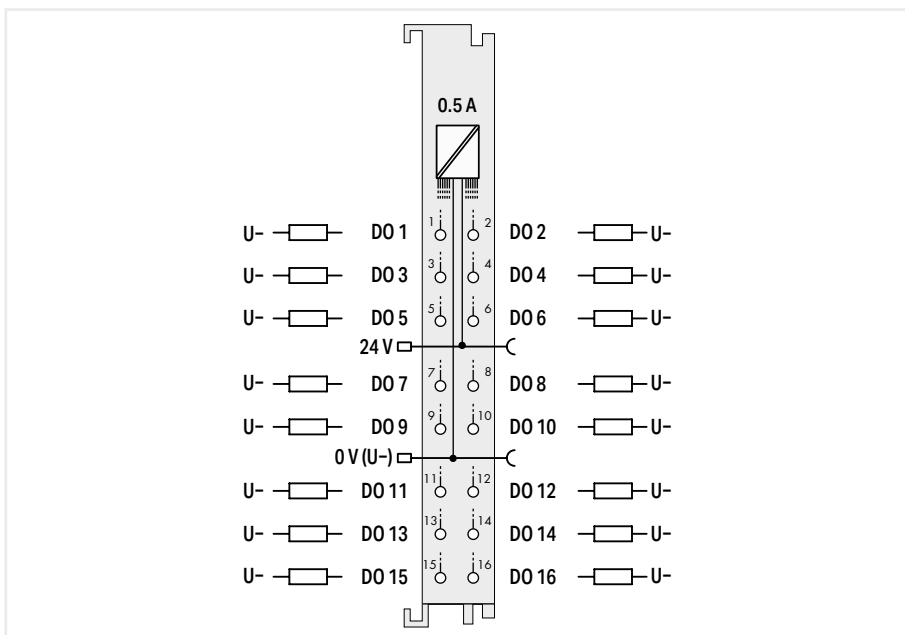 0.5 A
U− DO 1 1 2 DO 2 U−
U− DO 3 3 4 DO 4 U−
U− DO 5 5 6 DO 6 U−
24 V
U− DO 7 7 8 DO 8 U−
U− DO 9 9 10 DO 10 U−
0 V (U−)
U− DO 11 11 12 DO 12 U−
U− DO 13 13 14 DO 14 U−
U− DO 15 15 16 DO 16 U−